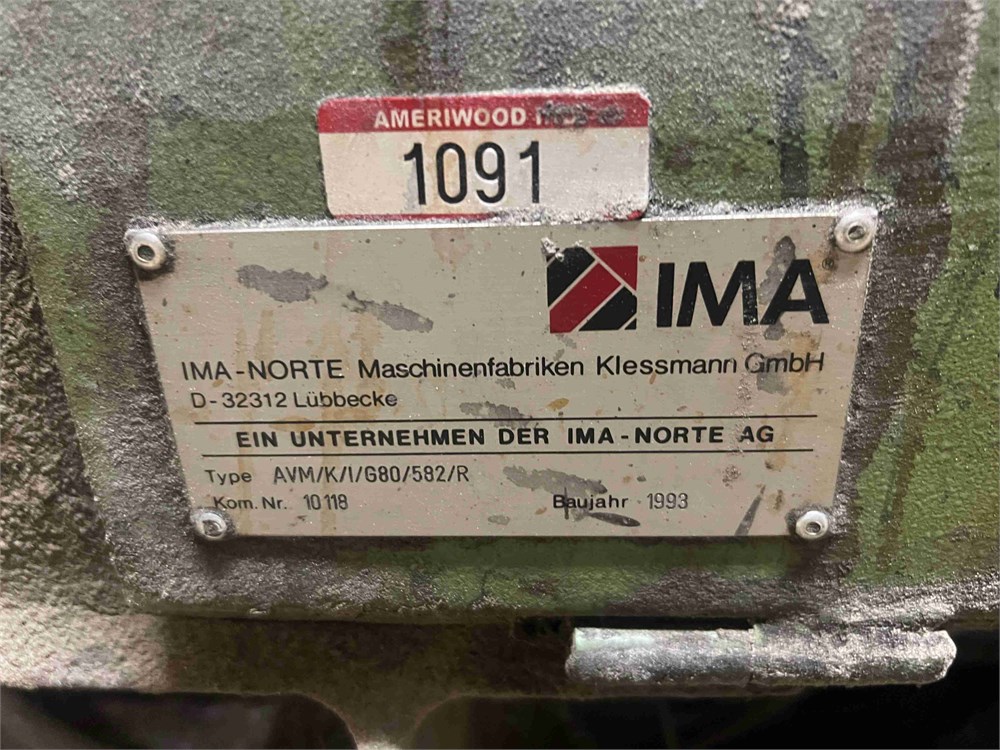 AMERIWOOD
1091
IMA
IMA-NORTE Maschinenfabriken Klessmann GmbH
D-32312 Lübbecke
EIN UNTERNEHMEN DER IMA-NORTE AG
Type AVM/K/I/G80/582/R
Kom. Nr. 10118 Baujahr 1993